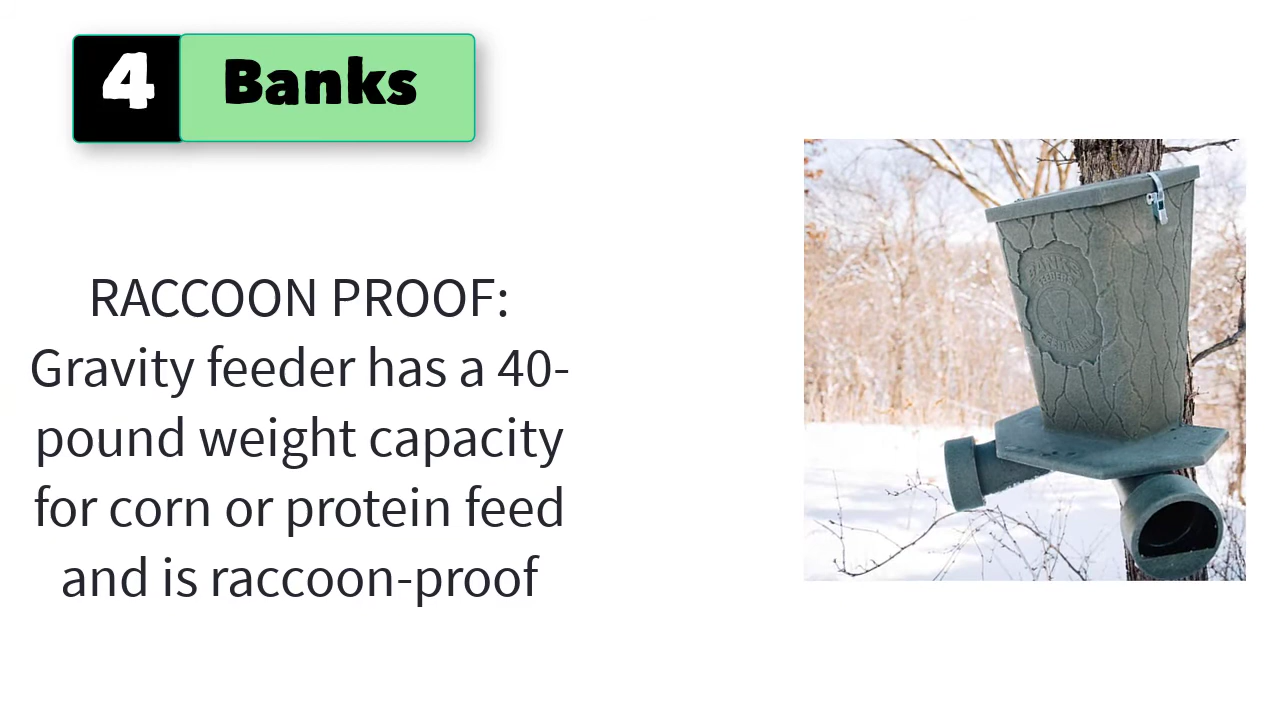 4 Banks
RACCOON PROOF:
Gravity feeder has a 40-
pound weight capacity
for corn or protein feed
and is raccoon-proof
BANKS